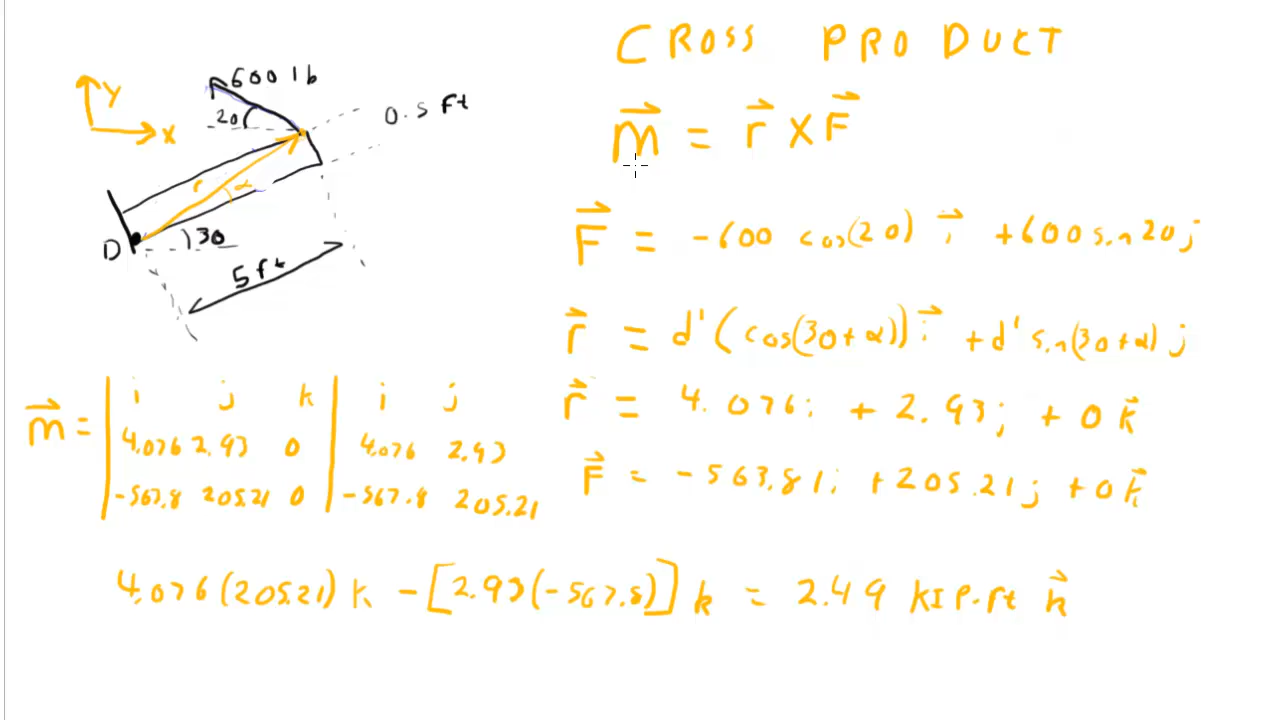 CROSS PRODUCT
600 lb
Y
20
0.5 ft
X
r
α
D
30
5 ft
m⃗ = r⃗ X F⃗
F⃗ = -600 cos(20) i⃗ +600 sin 20 j
r⃗ = d' (cos(30+α)) i⃗ +d' sin(30+α) j
r⃗ = 4.076 i + 2.93 j + 0 k⃗
F⃗ = -563.81 i +205.21 j +0 k⃗
m⃗ = | i j k | i j
4.076 2.93 0 | 4.076 2.93
-567.8 205.21 0 | -567.8 205.21
4.076(205.21) k - [2.93(-567.8)] k = 2.49 KIP.ft k⃗